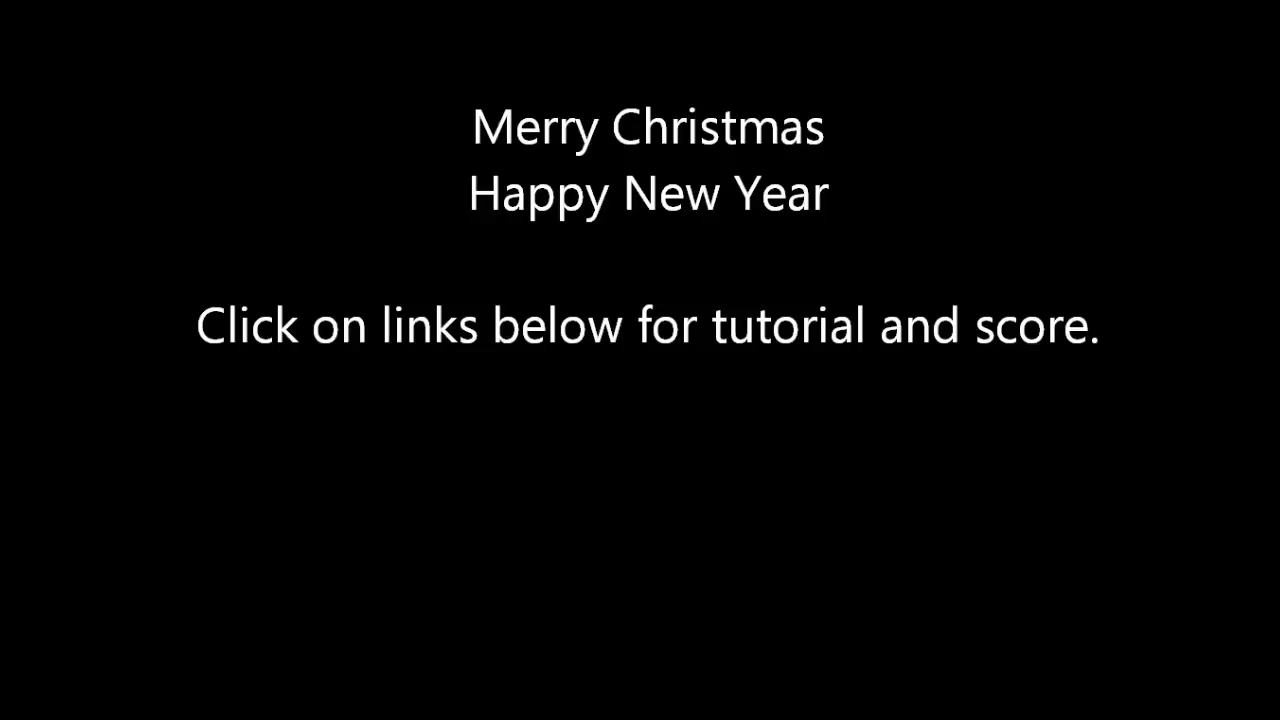 Merry Christmas
Happy New Year
Click on links below for tutorial and score.